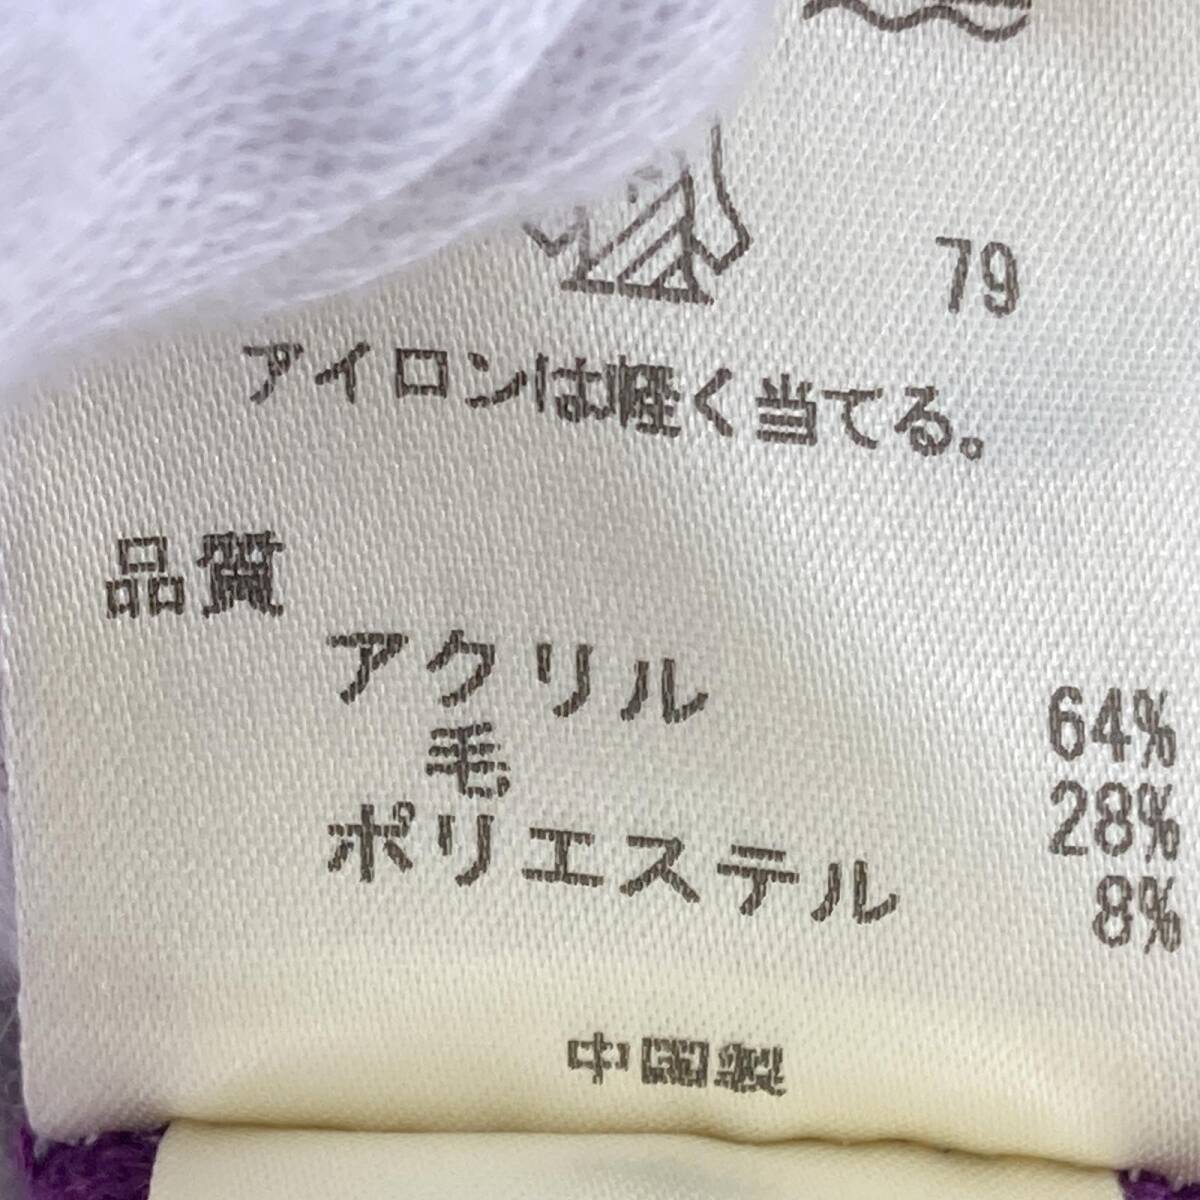 79
アイロンは軽く当てる。
品質
アクリル 64%
毛 28%
ポリエステル 8%
中国製